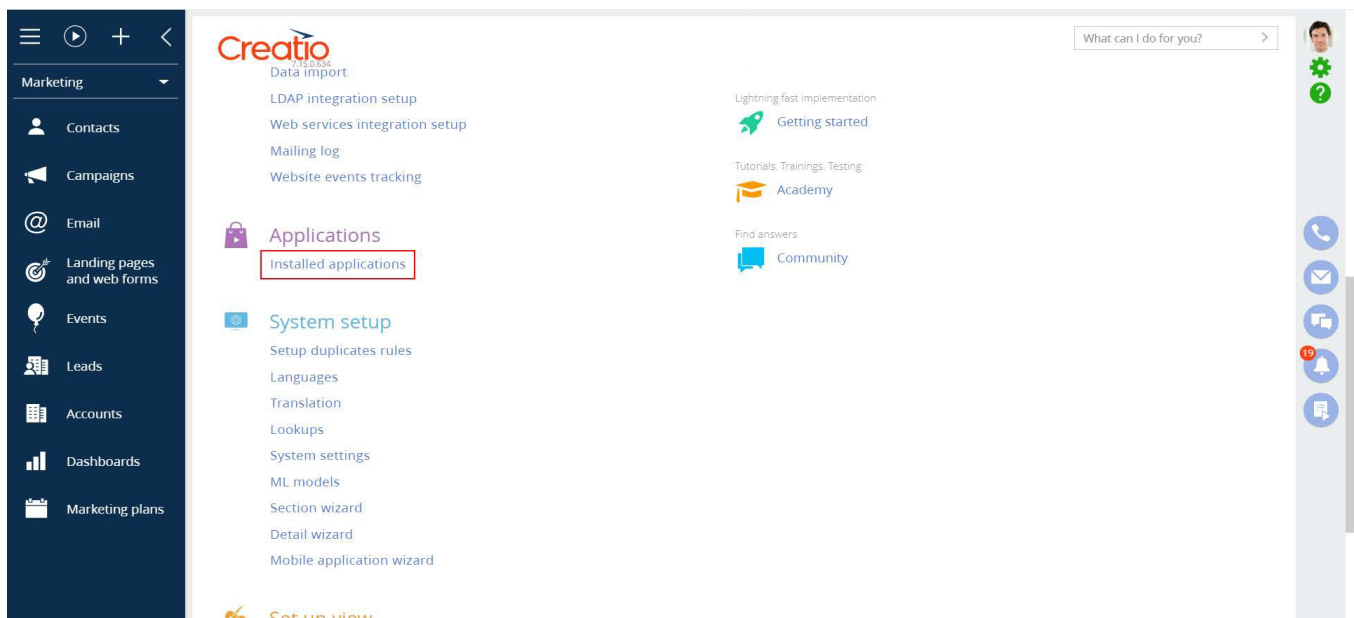 Marketing
Contacts
Campaigns
Email
Landing pages
and web forms
Events
Leads
Accounts
Dashboards
Marketing plans
Creatio
7.15.0.634
Data import
LDAP integration setup
Web services integration setup
Mailing log
Website events tracking
Applications
Installed applications
System setup
Setup duplicates rules
Languages
Translation
Lookups
System settings
ML models
Section wizard
Detail wizard
Mobile application wizard
Set up view
What can I do for you?
Lightning fast implementation
Getting started
Tutorials. Trainings. Testing
Academy
Find answers
Community
?
19